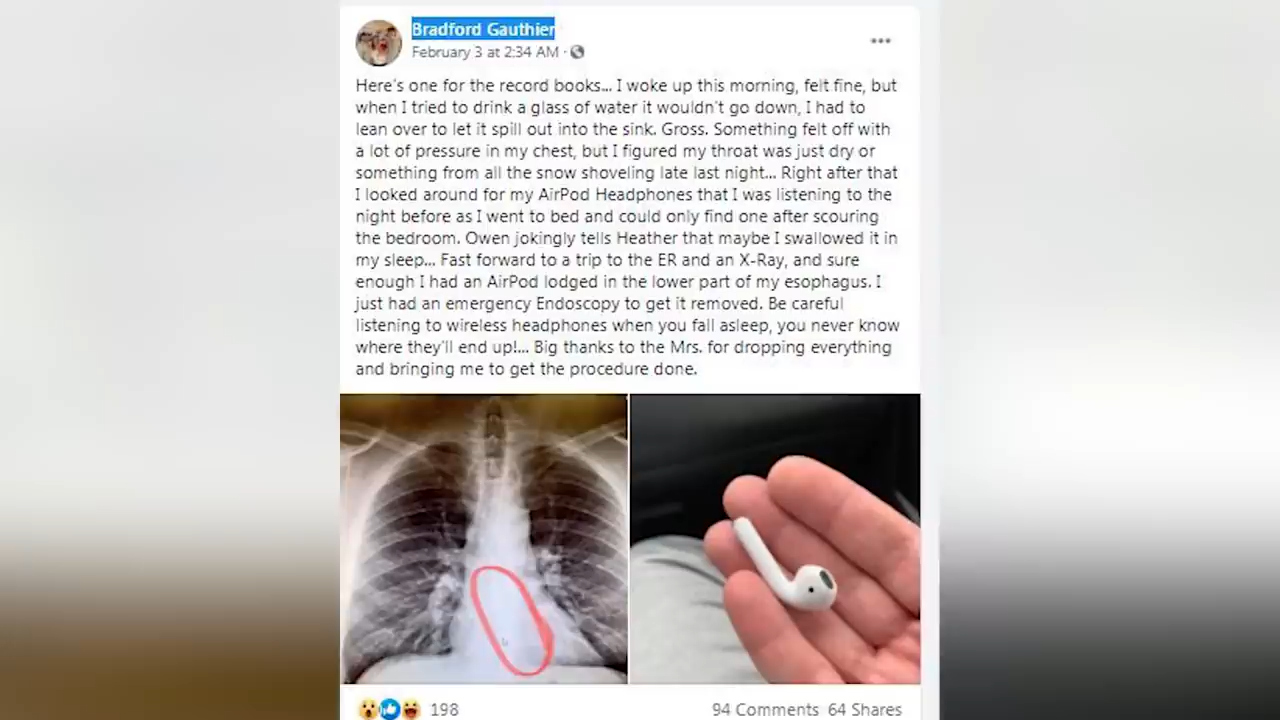 Bradford Gauthier
February 3 at 2:34 AM ·
Here's one for the record books... I woke up this morning, felt fine, but
when I tried to drink a glass of water it wouldn't go down, I had to
lean over to let it spill out into the sink. Gross. Something felt off with
a lot of pressure in my chest, but I figured my throat was just dry or
something from all the snow shoveling late last night... Right after that
I looked around for my AirPod Headphones that I was listening to the
night before as I went to bed and could only find one after scouring
the bedroom. Owen jokingly tells Heather that maybe I swallowed it in
my sleep... Fast forward to a trip to the ER and an X-Ray, and sure
enough I had an AirPod lodged in the lower part of my esophagus. I
just had an emergency Endoscopy to get it removed. Be careful
listening to wireless headphones when you fall asleep, you never know
where they'll end up!... Big thanks to the Mrs. for dropping everything
and bringing me to get the procedure done.
198
94 Comments 64 Shares